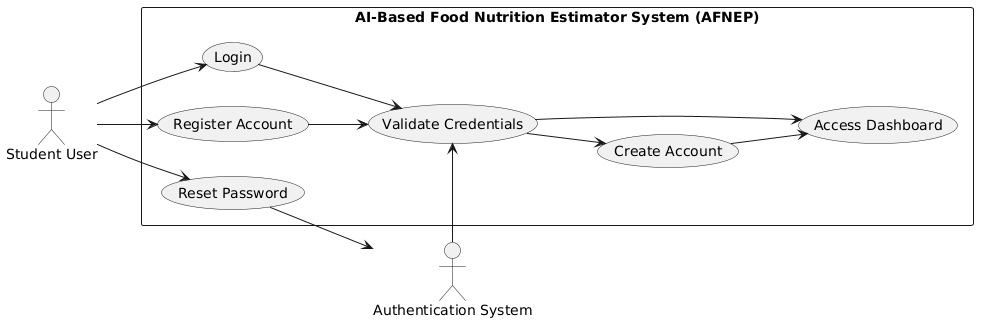 AI-Based Food Nutrition Estimator System (AFNEP)
Login
Student User
Register Account
Validate Credentials
Access Dashboard
Create Account
Reset Password
Authentication System